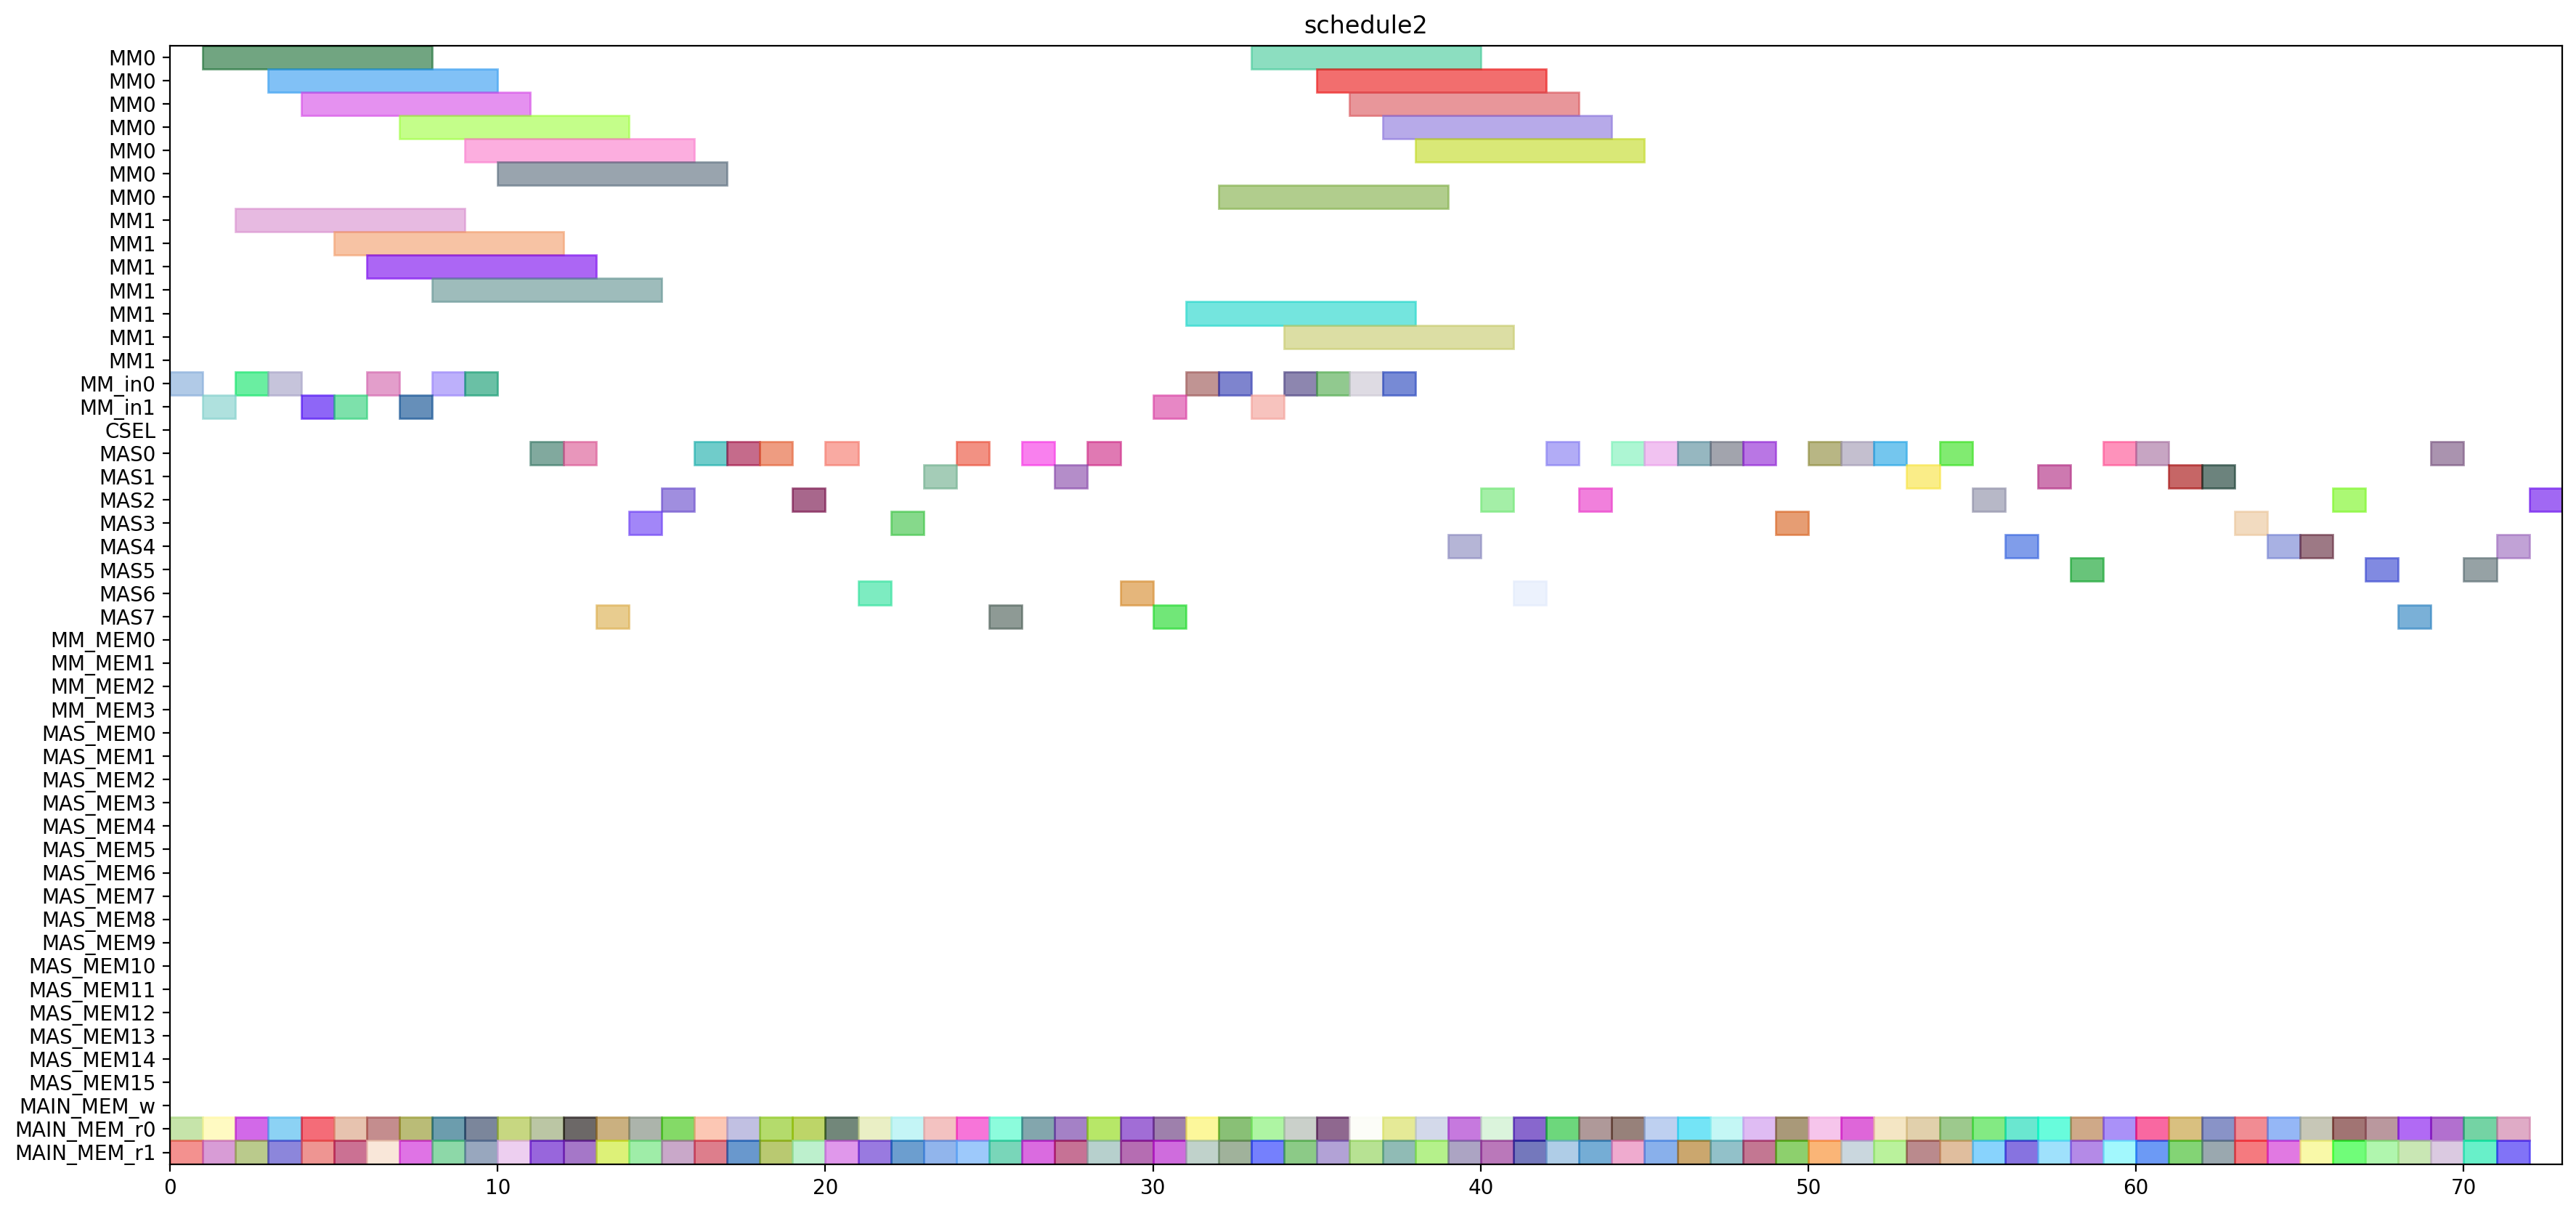 schedule2
MM0
MM0
MM0
MM0
MM0
MM0
MM0
MM1
MM1
MM1
MM1
MM1
MM1
MM1
MM_in0
MM_in1
CSEL
MAS0
MAS1
MAS2
MAS3
MAS4
MAS5
MAS6
MAS7
MM_MEM0
MM_MEM1
MM_MEM2
MM_MEM3
MAS_MEM0
MAS_MEM1
MAS_MEM2
MAS_MEM3
MAS_MEM4
MAS_MEM5
MAS_MEM6
MAS_MEM7
MAS_MEM8
MAS_MEM9
MAS_MEM10
MAS_MEM11
MAS_MEM12
MAS_MEM13
MAS_MEM14
MAS_MEM15
MAIN_MEM_w
MAIN_MEM_r0
MAIN_MEM_r1
0 10 20 30 40 50 60 70